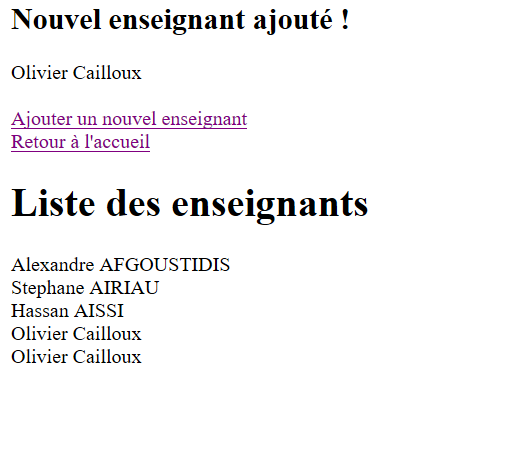 Nouvel enseignant ajouté !
Olivier Cailloux
Ajouter un nouvel enseignant
Retour à l'accueil
Liste des enseignants
Alexandre AFGOUSTIDIS
Stephane AIRIAU
Hassan AISSI
Olivier Cailloux
Olivier Cailloux